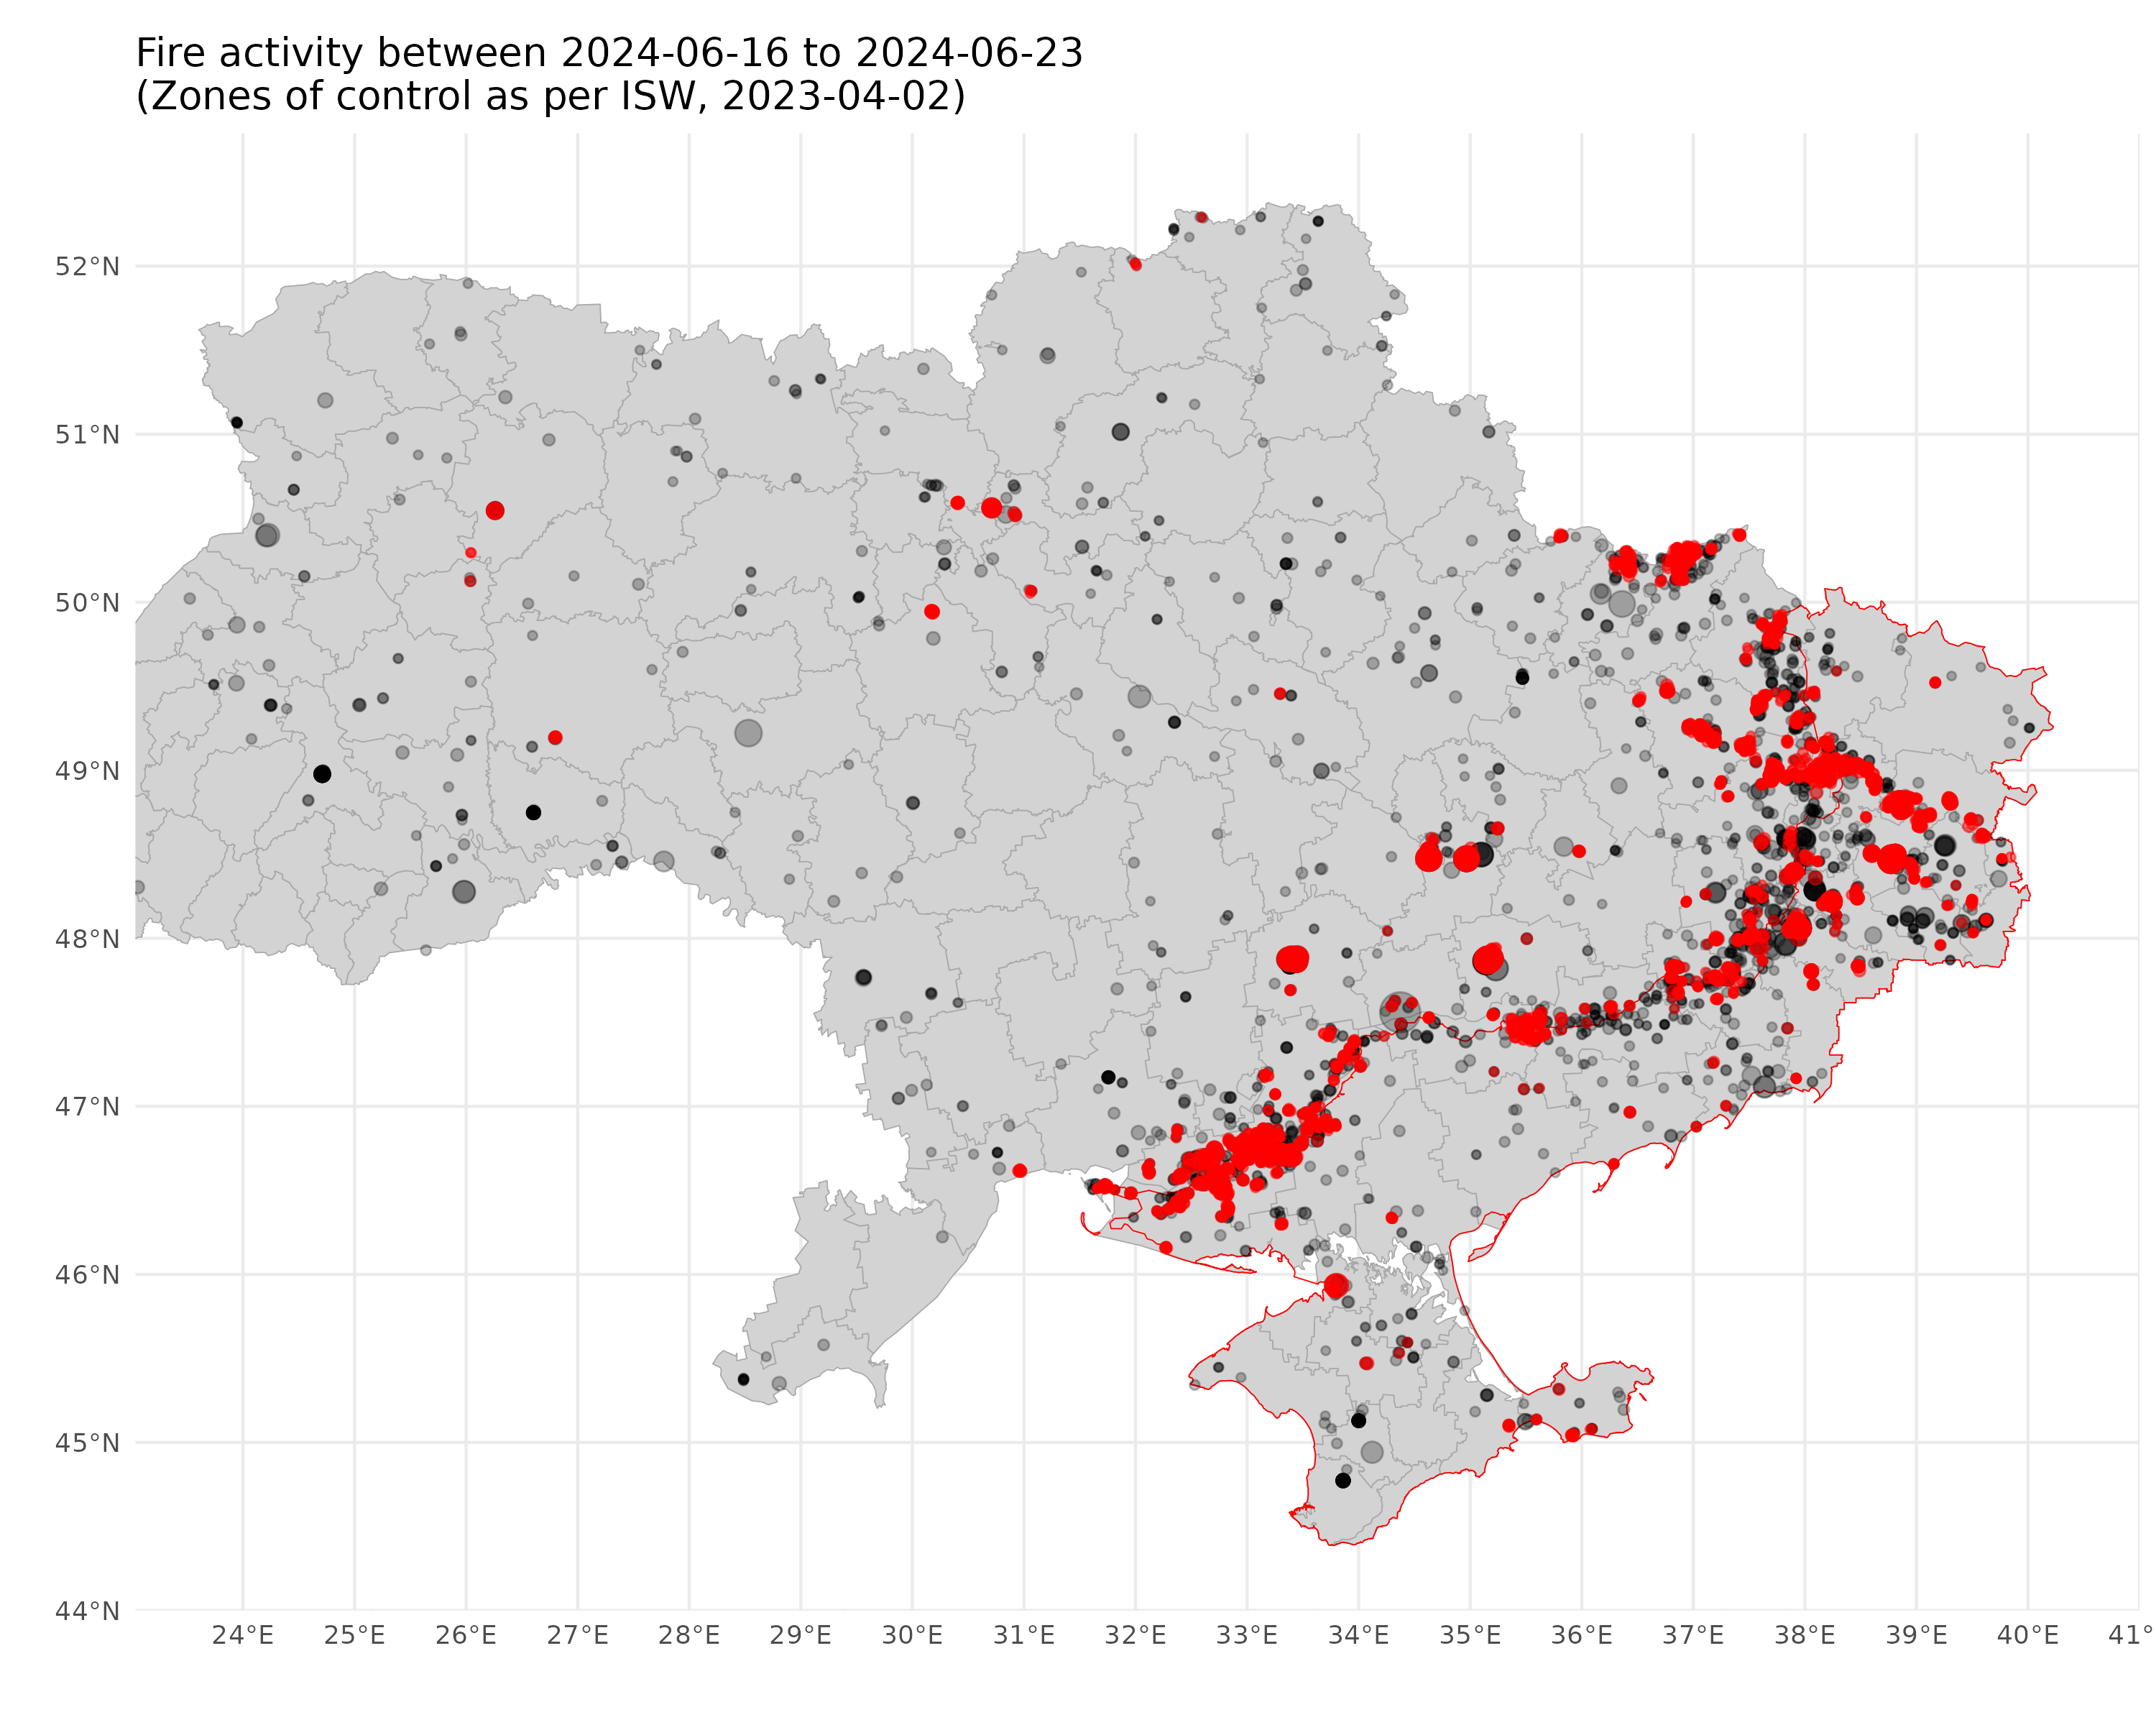 Fire activity between 2024-06-16 to 2024-06-23
(Zones of control as per ISW, 2023-04-02)
52°N
51°N
50°N
49°N
48°N
47°N
46°N
45°N
44°N
24°E 25°E 26°E 27°E 28°E 29°E 30°E 31°E 32°E 33°E 34°E 35°E 36°E 37°E 38°E 39°E 40°E 41°